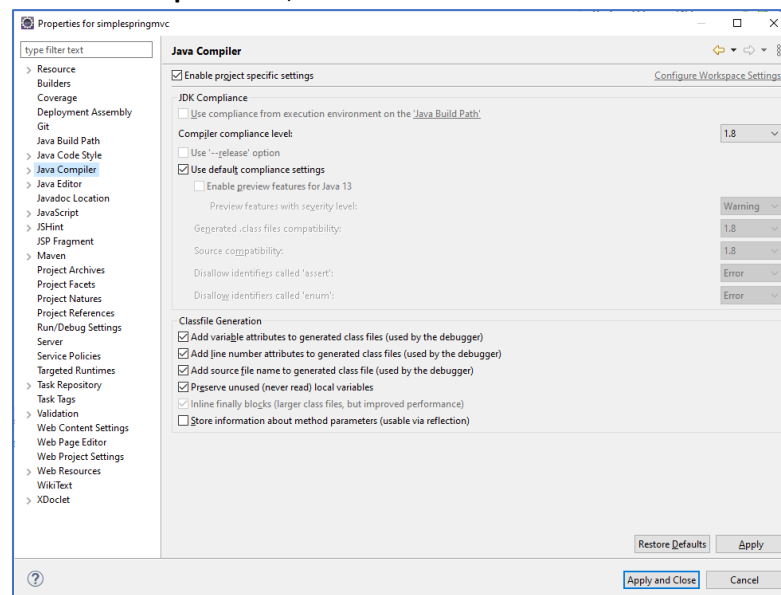 Properties for simplespringmvc
type filter text
Java Compiler
Resource
Builders
Coverage
Deployment Assembly
Git
Java Build Path
Java Code Style
Java Compiler
Java Editor
Javadoc Location
JavaScript
JSHint
JSP Fragment
Maven
Project Archives
Project Facets
Project Natures
Project References
Run/Debug Settings
Server
Service Policies
Targeted Runtimes
Task Repository
Task Tags
Validation
Web Content Settings
Web Page Editor
Web Project Settings
Web Resources
WikiText
XDoclet
Enable project specific settings
Configure Workspace Settings
JDK Compliance
Use compliance from execution environment on the 'Java Build Path'
Compiler compliance level: 1.8
Use '--release' option
Use default compliance settings
Enable preview features for Java 13
Preview features with severity level: Warning
Generated .class files compatibility: 1.8
Source compatibility: 1.8
Disallow identifiers called 'assert': Error
Disallow identifiers called 'enum': Error
Classfile Generation
Add variable attributes to generated class files (used by the debugger)
Add line number attributes to generated class files (used by the debugger)
Add source file name to generated class file (used by the debugger)
Preserve unused (never read) local variables
Inline finally blocks (larger class files, but improved performance)
Store information about method parameters (usable via reflection)
Restore Defaults Apply
Apply and Close Cancel